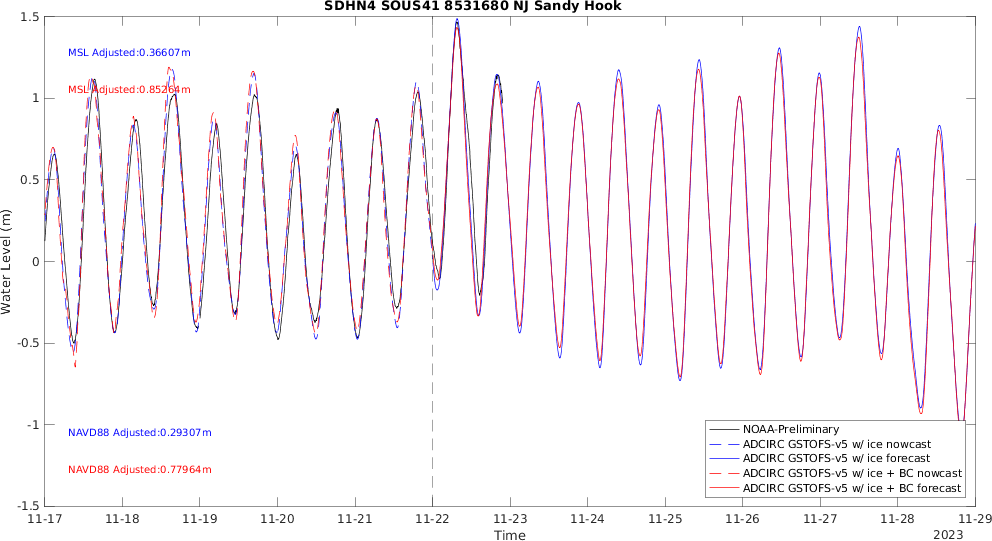 SDHN4 SOUS41 8531680 NJ Sandy Hook
MSL Adjusted:0.36607m
MSL Adjusted:0.85264m
NAVD88 Adjusted:0.29307m
NAVD88 Adjusted:0.77964m
Water Level (m)
1.5
1
0.5
0
-0.5
-1
-1.5
NOAA-Preliminary
ADCIRC GSTOFS-v5 w/ ice nowcast
ADCIRC GSTOFS-v5 w/ ice forecast
ADCIRC GSTOFS-v5 w/ ice + BC nowcast
ADCIRC GSTOFS-v5 w/ ice + BC forecast
11-17 11-18 11-19 11-20 11-21 11-22 11-23 11-24 11-25 11-26 11-27 11-28 11-29
Time
2023